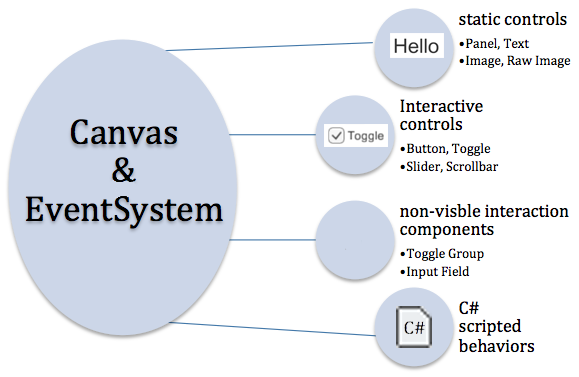 Canvas
&
EventSystem
Hello
static controls
•Panel, Text
•Image, Raw Image
Toggle
Interactive
controls
•Button, Toggle
•Slider, Scrollbar
non-visble interaction
components
•Toggle Group
•Input Field
C#
C#
scripted
behaviors